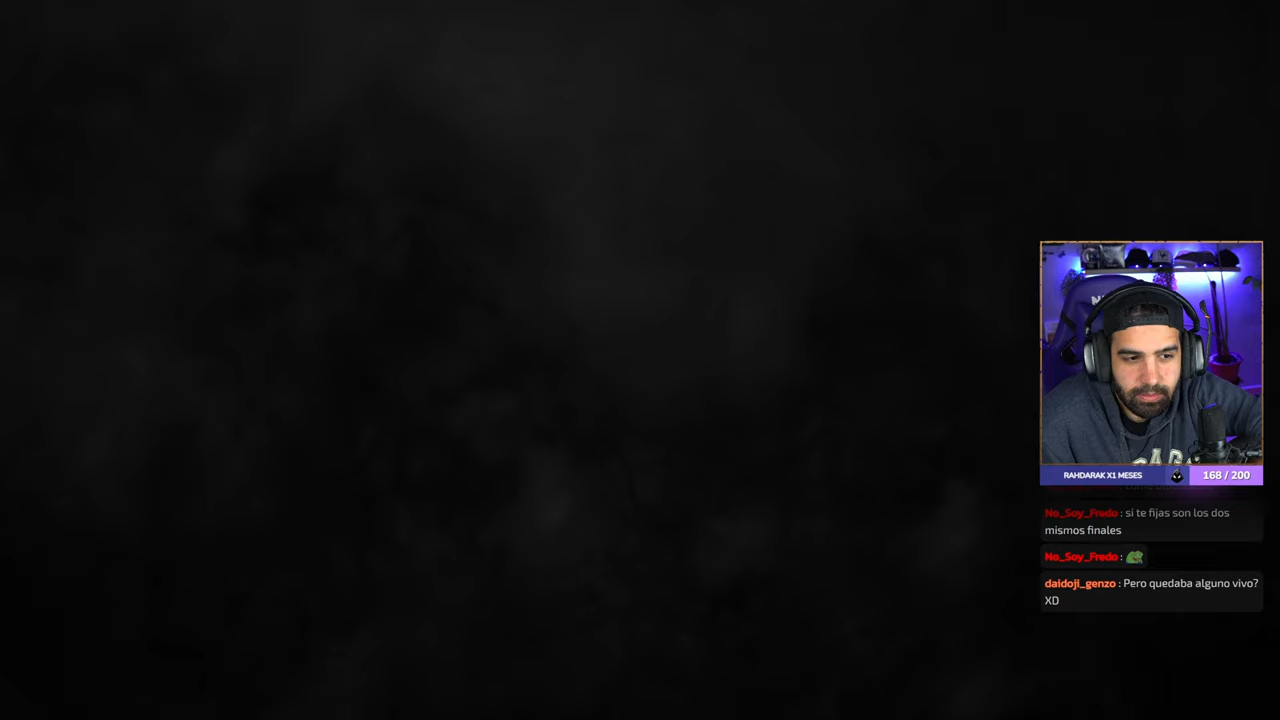 RAHDARAK X1 MESES
168 / 200
No_Soy_Fredo : si te fijas son los dos
mismos finales
No_Soy_Fredo :
daidoji_genzo : Pero quedaba alguno vivo?
XD